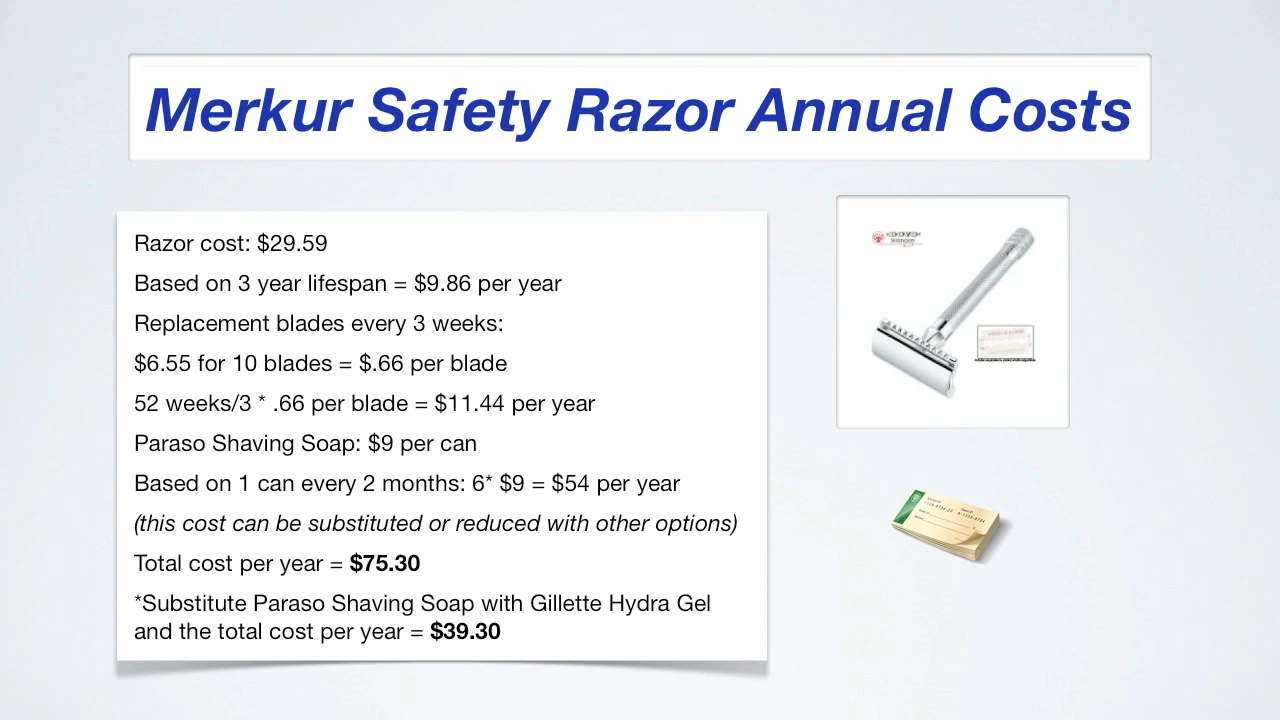 Merkur Safety Razor Annual Costs
Razor cost: $29.59
Based on 3 year lifespan = $9.86 per year
Replacement blades every 3 weeks:
$6.55 for 10 blades = $.66 per blade
52 weeks/3 * .66 per blade = $11.44 per year
Paraso Shaving Soap: $9 per can
Based on 1 can every 2 months: 6* $9 = $54 per year
(this cost can be substituted or reduced with other options)
Total cost per year = $75.30
*Substitute Paraso Shaving Soap with Gillette Hydra Gel
and the total cost per year = $39.30
Solingen